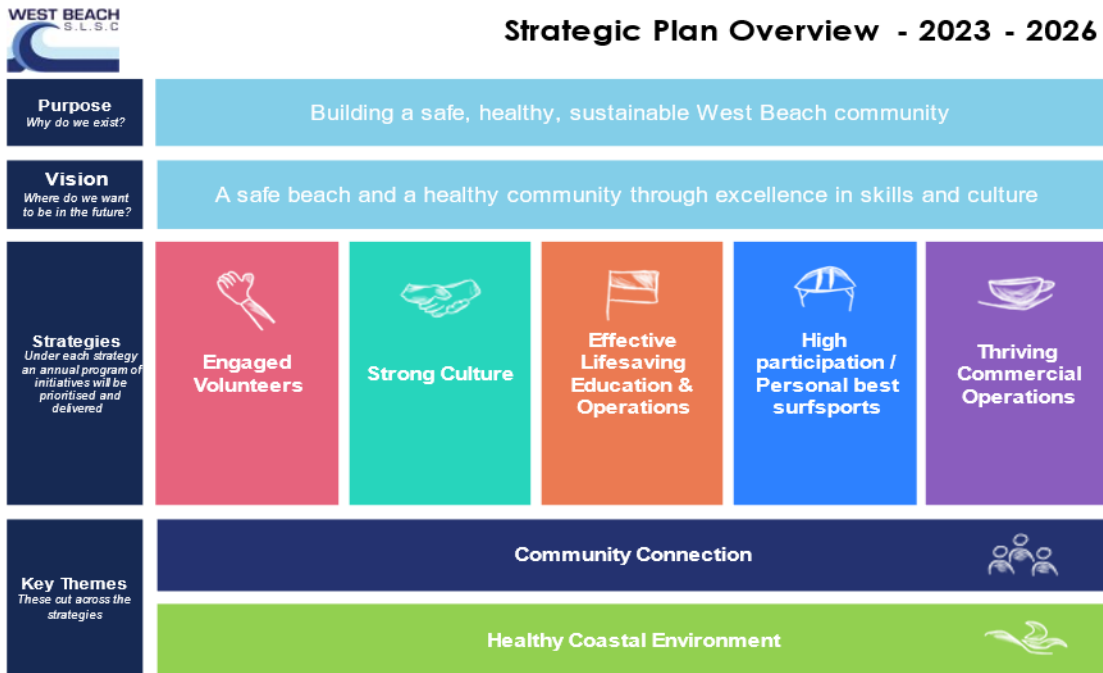 WEST BEACH
S.L.S.C
Strategic Plan Overview - 2023 - 2026
Purpose
Why do we exist?
Building a safe, healthy, sustainable West Beach community
Vision
Where do we want
to be in the future?
A safe beach and a healthy community through excellence in skills and culture
Strategies
Under each strategy
an annual program of
initiatives will be
prioritised and
delivered
Engaged
Volunteers
Strong Culture
Effective
Lifesaving
Education &
Operations
High
participation /
Personal best
surfsports
Thriving
Commercial
Operations
Key Themes
These cut across the
strategies
Community Connection
Healthy Coastal Environment